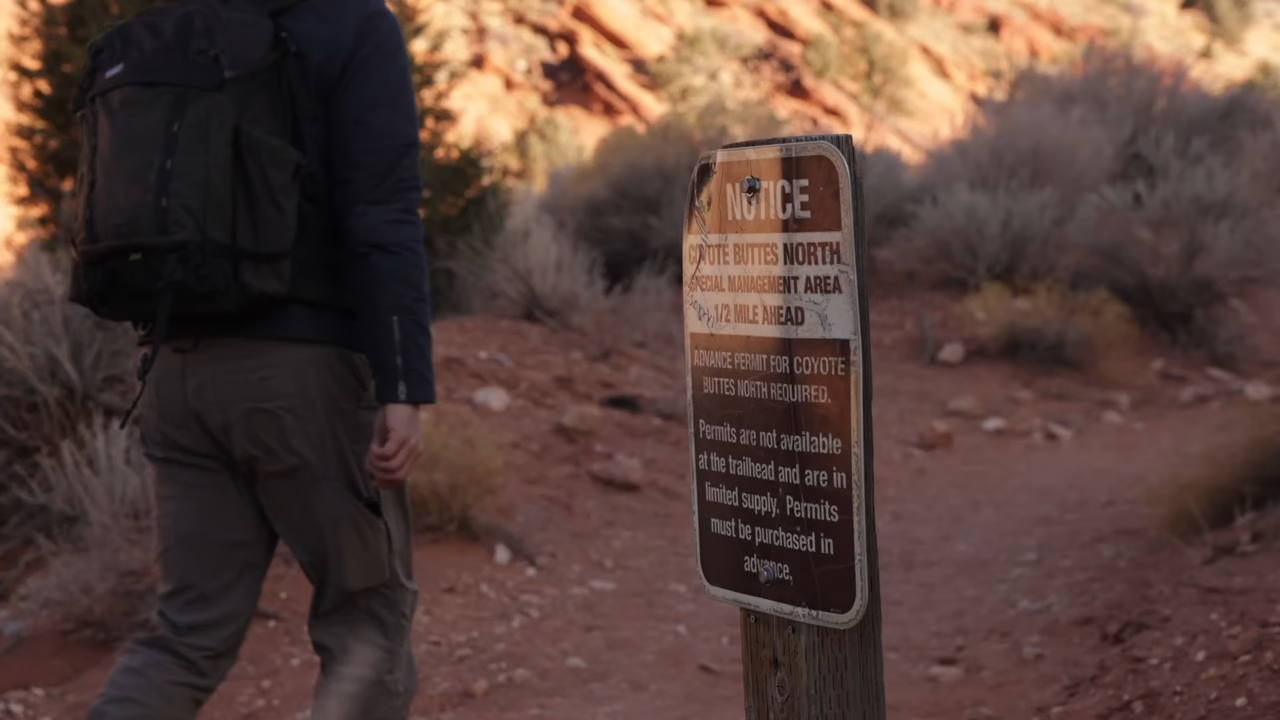 NOTICE
COYOTE BUTTES NORTH
SPECIAL MANAGEMENT AREA
1/2 MILE AHEAD
ADVANCE PERMIT FOR COYOTE
BUTTES NORTH REQUIRED.
Permits are not available
at the trailhead and are in
limited supply. Permits
must be purchased in
advance.